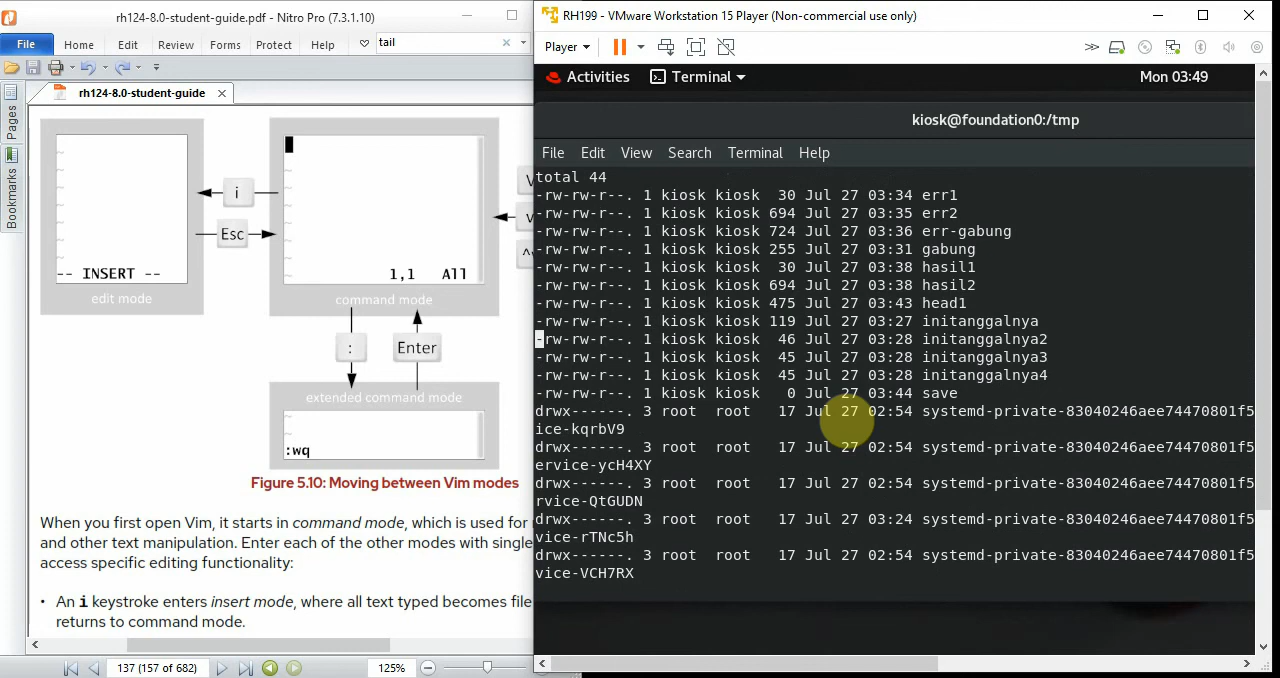 rh124-8.0-student-guide.pdf - Nitro Pro (7.3.1.10)
File Home Edit Review Forms Protect Help tail
rh124-8.0-student-guide
Pages
Bookmarks
i
Esc
-- INSERT --
edit mode
1,1 All
command mode
:
Enter
extended command mode
:wq
Figure 5.10: Moving between Vim modes
When you first open Vim, it starts in command mode, which is used for
and other text manipulation. Enter each of the other modes with single
access specific editing functionality:
• An i keystroke enters insert mode, where all text typed becomes file
returns to command mode.
137 (157 of 682)
125%
RH199 - VMware Workstation 15 Player (Non-commercial use only)
Player
Activities Terminal Mon 03:49
kiosk@foundation0:/tmp
File Edit View Search Terminal Help
total 44
-rw-rw-r--. 1 kiosk kiosk 30 Jul 27 03:34 err1
-rw-rw-r--. 1 kiosk kiosk 694 Jul 27 03:35 err2
-rw-rw-r--. 1 kiosk kiosk 724 Jul 27 03:36 err-gabung
-rw-rw-r--. 1 kiosk kiosk 255 Jul 27 03:31 gabung
-rw-rw-r--. 1 kiosk kiosk 30 Jul 27 03:38 hasil1
-rw-rw-r--. 1 kiosk kiosk 694 Jul 27 03:38 hasil2
-rw-rw-r--. 1 kiosk kiosk 475 Jul 27 03:43 head1
-rw-rw-r--. 1 kiosk kiosk 119 Jul 27 03:27 initanggalnya
-rw-rw-r--. 1 kiosk kiosk 46 Jul 27 03:28 initanggalnya2
-rw-rw-r--. 1 kiosk kiosk 45 Jul 27 03:28 initanggalnya3
-rw-rw-r--. 1 kiosk kiosk 45 Jul 27 03:28 initanggalnya4
-rw-rw-r--. 1 kiosk kiosk 0 Jul 27 03:44 save
drwx------. 3 root root 17 Jul 27 02:54 systemd-private-83040246aee74470801f5
ice-kqrbV9
drwx------. 3 root root 17 Jul 27 02:54 systemd-private-83040246aee74470801f5
ervice-ycH4XY
drwx------. 3 root root 17 Jul 27 02:54 systemd-private-83040246aee74470801f5
rvice-QtGUDN
drwx------. 3 root root 17 Jul 27 03:24 systemd-private-83040246aee74470801f5
vice-rTNc5h
drwx------. 3 root root 17 Jul 27 02:54 systemd-private-83040246aee74470801f5
vice-VCH7RX